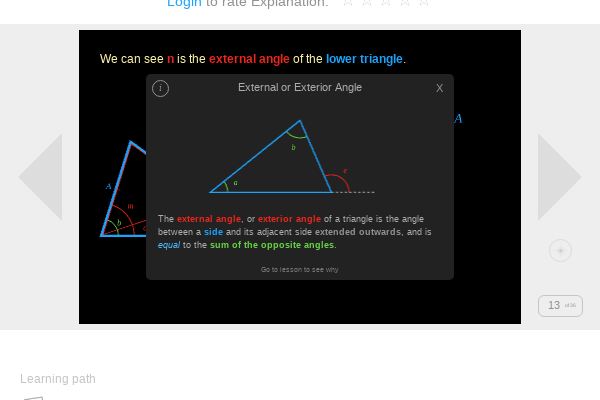 Login to rate Explanation.
We can see n is the external angle of the lower triangle.
i
External or Exterior Angle
X
A
b
e
a
A
m
b
The external angle, or exterior angle of a triangle is the angle
between a side and its adjacent side extended outwards, and is
equal to the sum of the opposite angles.
Go to lesson to see why
13
Learning path